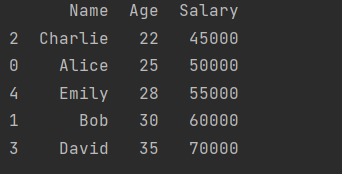 Name Age Salary
2 Charlie 22 45000
0 Alice 25 50000
4 Emily 28 55000
1 Bob 30 60000
3 David 35 70000